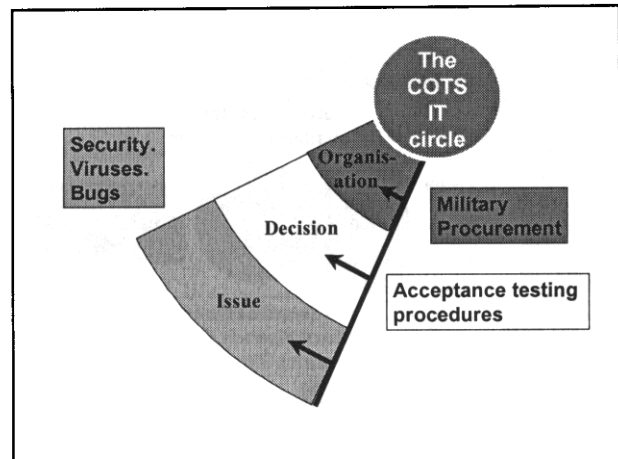 The
COTS
IT
circle
Security.
Viruses.
Bugs
Organis-
ation
Military
Procurement
Decision
Acceptance testing
procedures
Issue